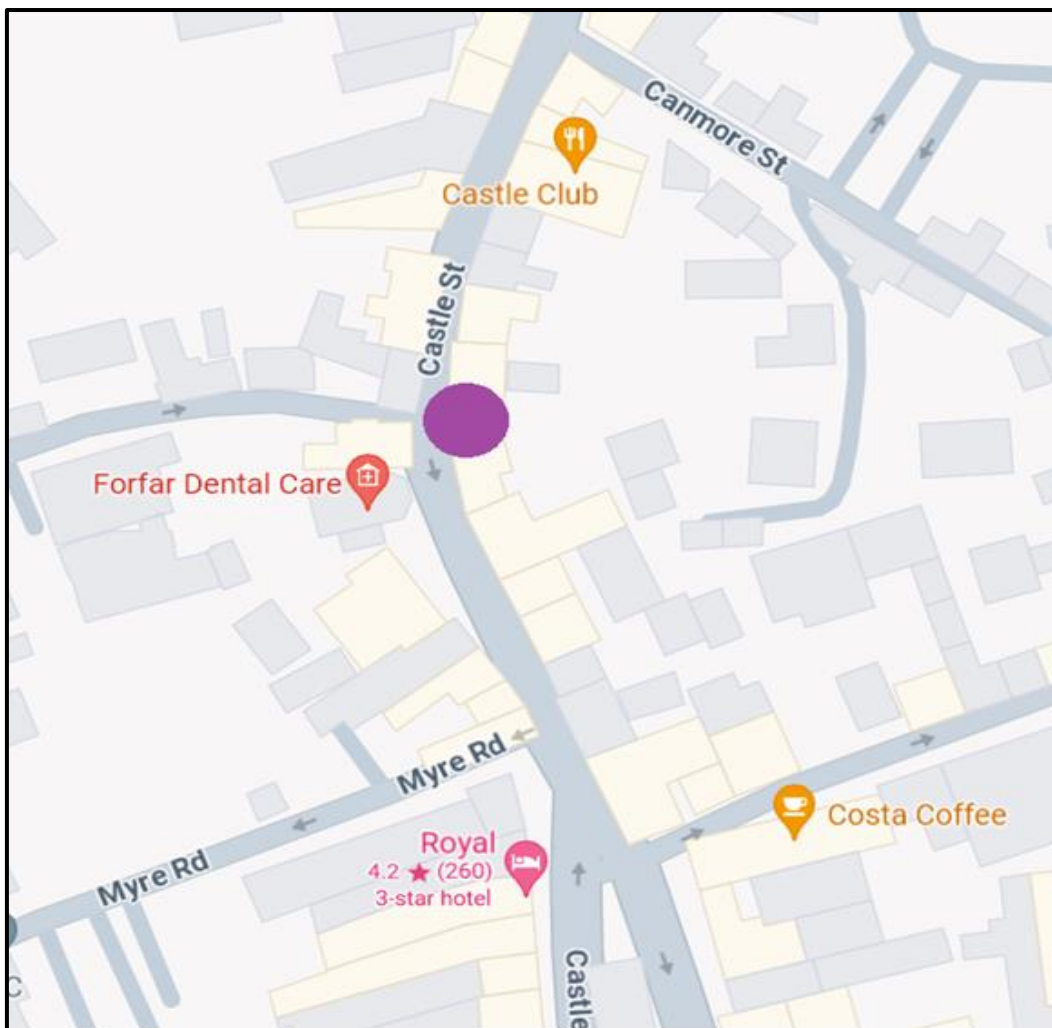 Canmore St
Castle Club
Castle St
Forfar Dental Care
Myre Rd
Myre Rd
Costa Coffee
Royal
4.2 ★ (260)
3-star hotel
Castle
C